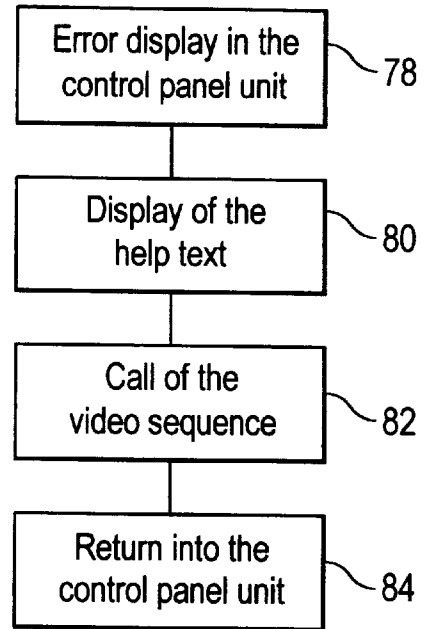 Error display in the
control panel unit
78
Display of the
help text
80
Call of the
video sequence
82
Return into the
control panel unit
84